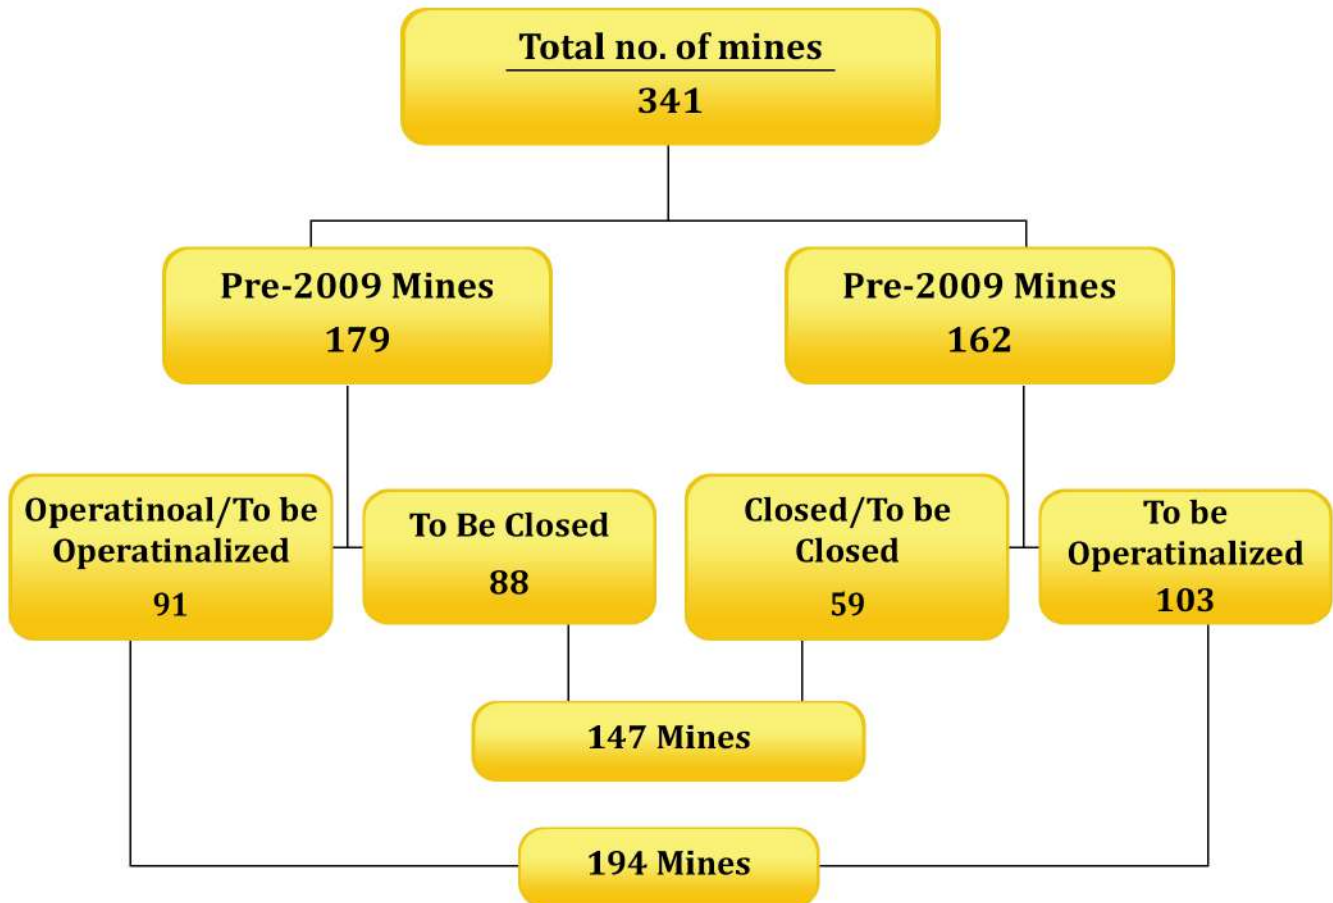 Total no. of mines
341
Pre-2009 Mines
179
Pre-2009 Mines
162
Operatinoal/To be
Operatinalized
91
To Be Closed
88
Closed/To be
Closed
59
To be
Operatinalized
103
147 Mines
194 Mines